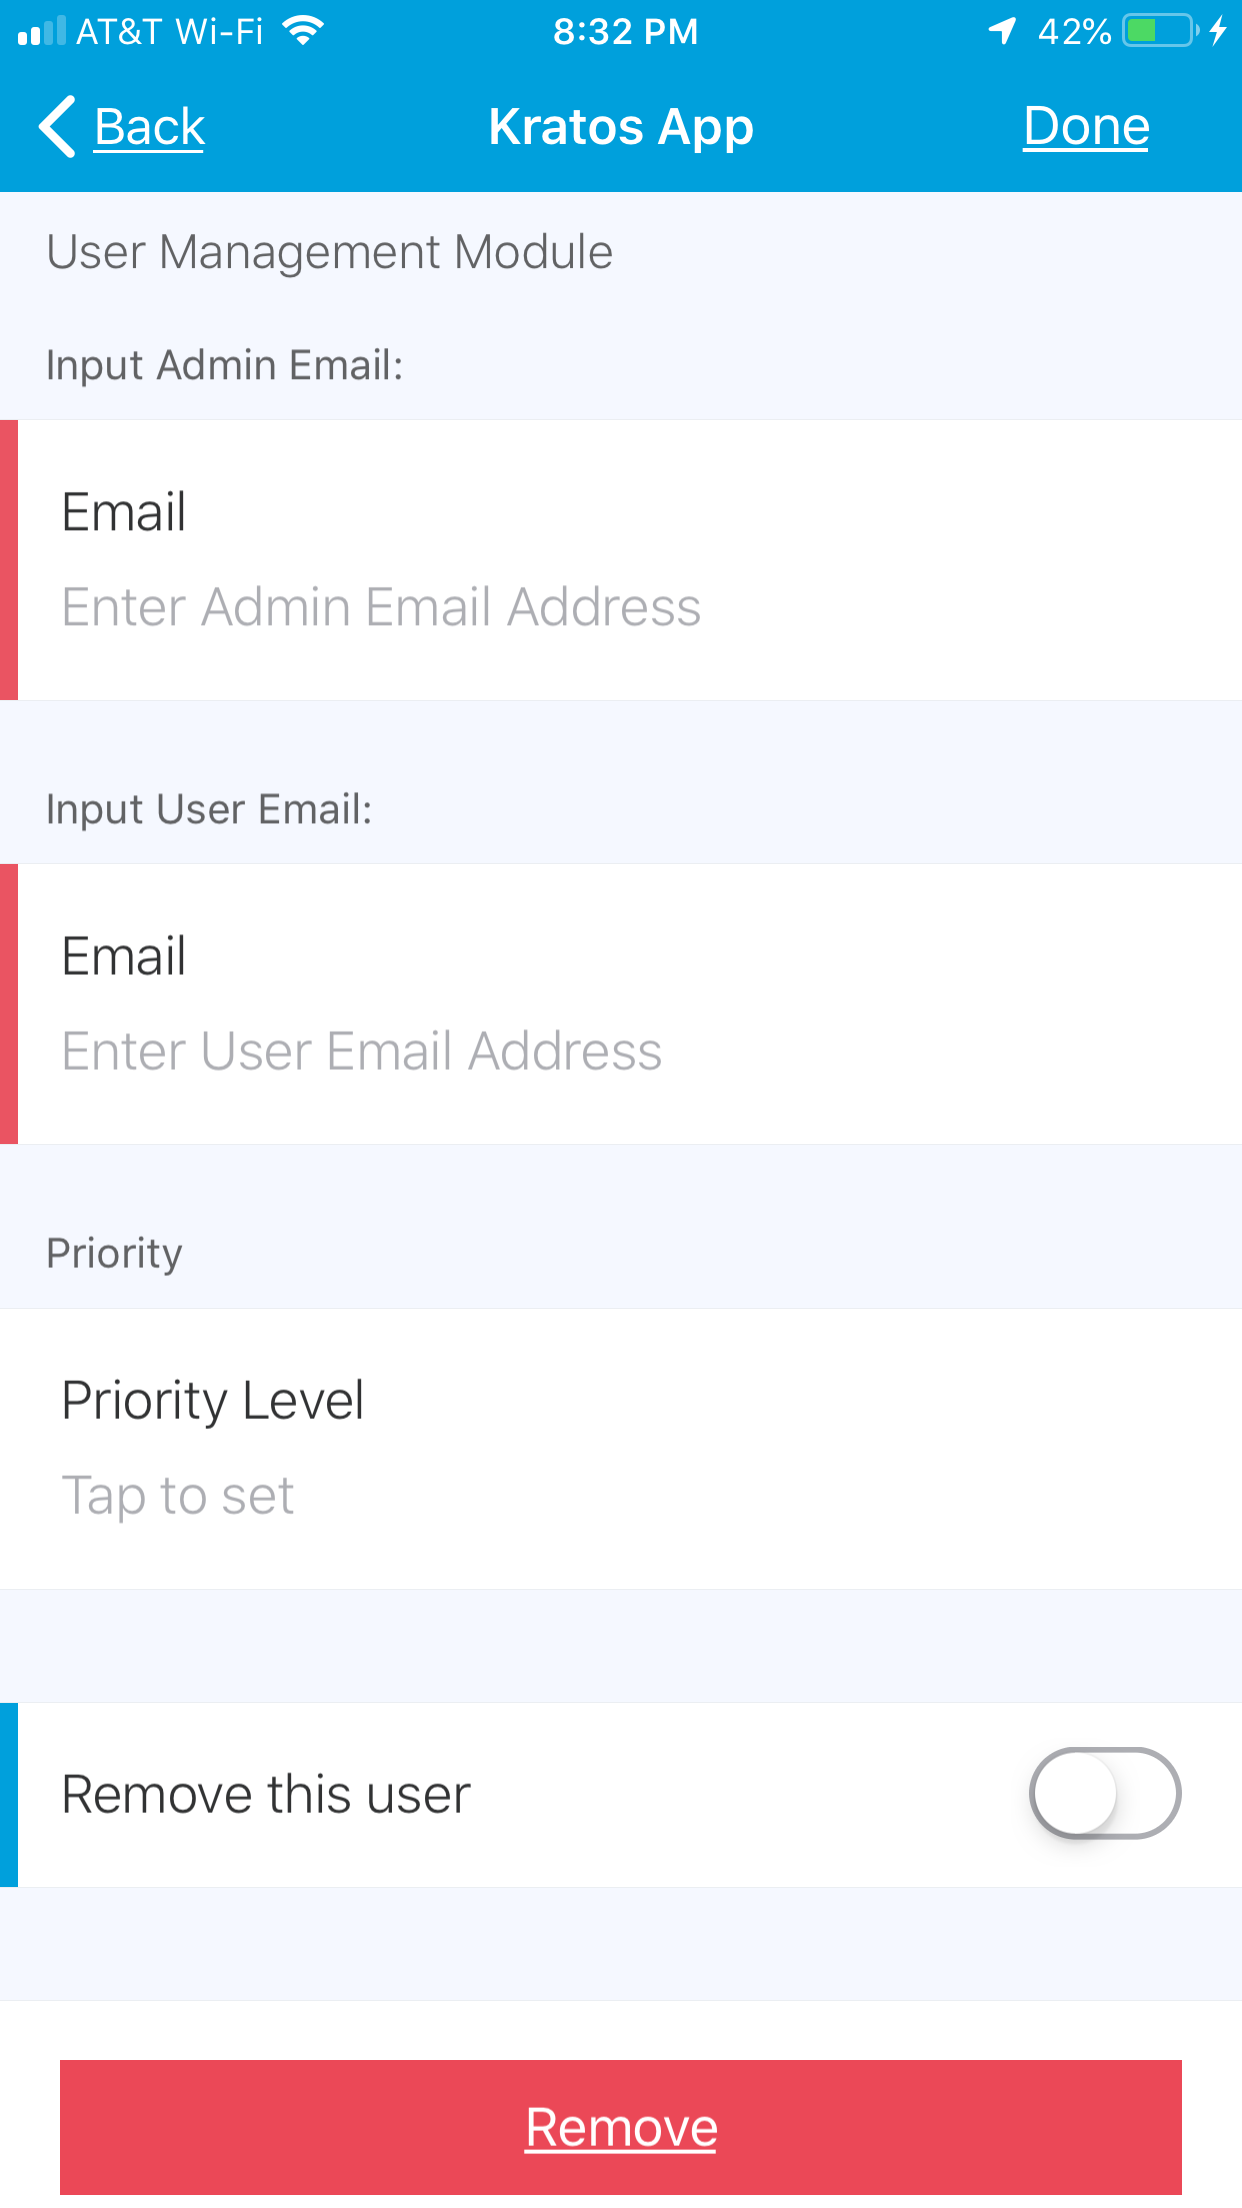 AT&T Wi-Fi 8:32 PM 42%
Back Kratos App Done
User Management Module
Input Admin Email:
Email
Enter Admin Email Address
Input User Email:
Email
Enter User Email Address
Priority
Priority Level
Tap to set
Remove this user
Remove